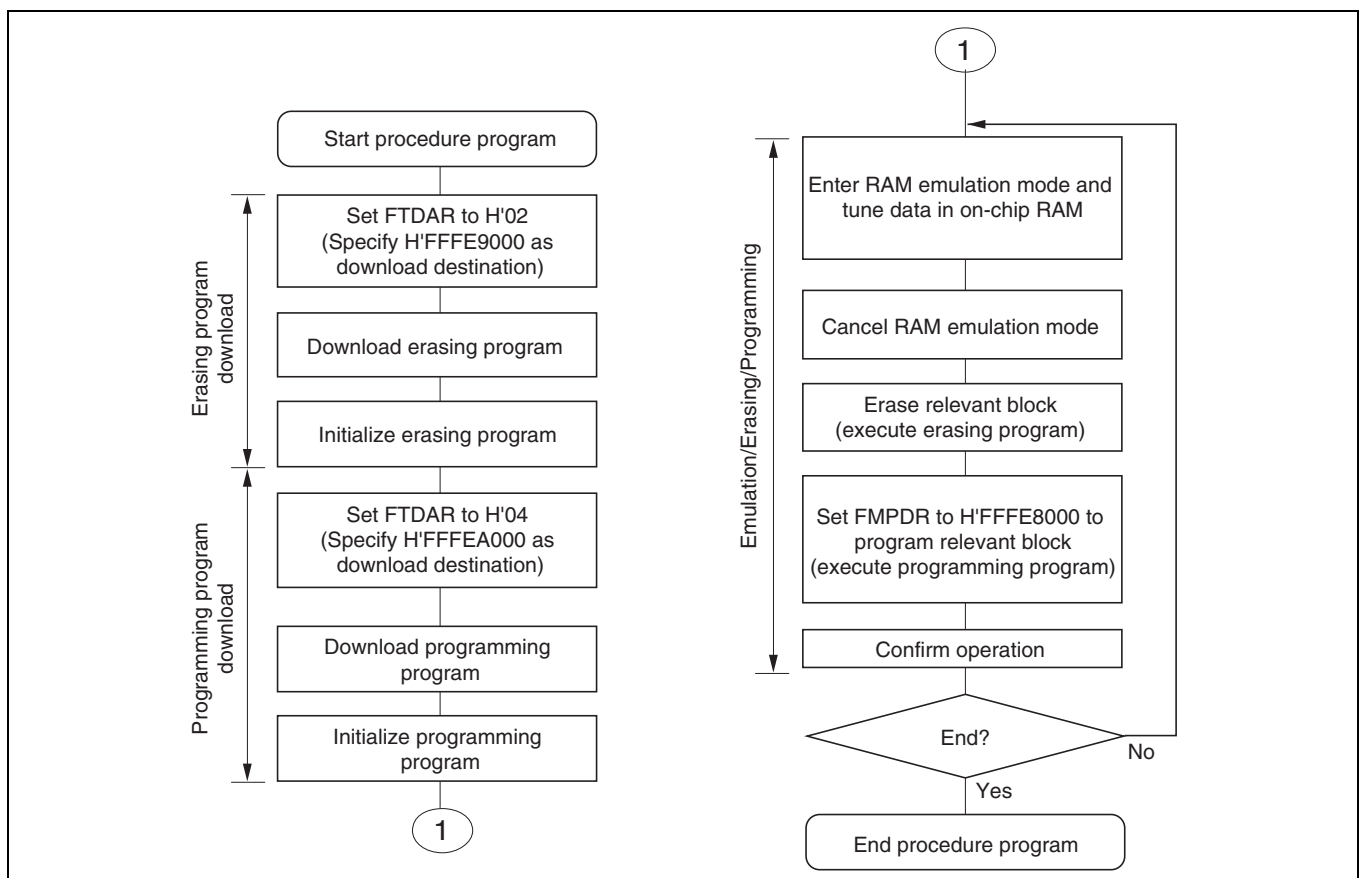 Start procedure program
Erasing program
download
Set FTDAR to H'02
(Specify H'FFFE9000 as
download destination)
Download erasing program
Initialize erasing program
Programming program
download
Set FTDAR to H'04
(Specify H'FFFEA000 as
download destination)
Download programming
program
Initialize programming
program
1
1
Emulation/Erasing/Programming
Enter RAM emulation mode and
tune data in on-chip RAM
Cancel RAM emulation mode
Erase relevant block
(execute erasing program)
Set FMPDR to H'FFFE8000 to
program relevant block
(execute programming program)
Confirm operation
End?
No
Yes
End procedure program